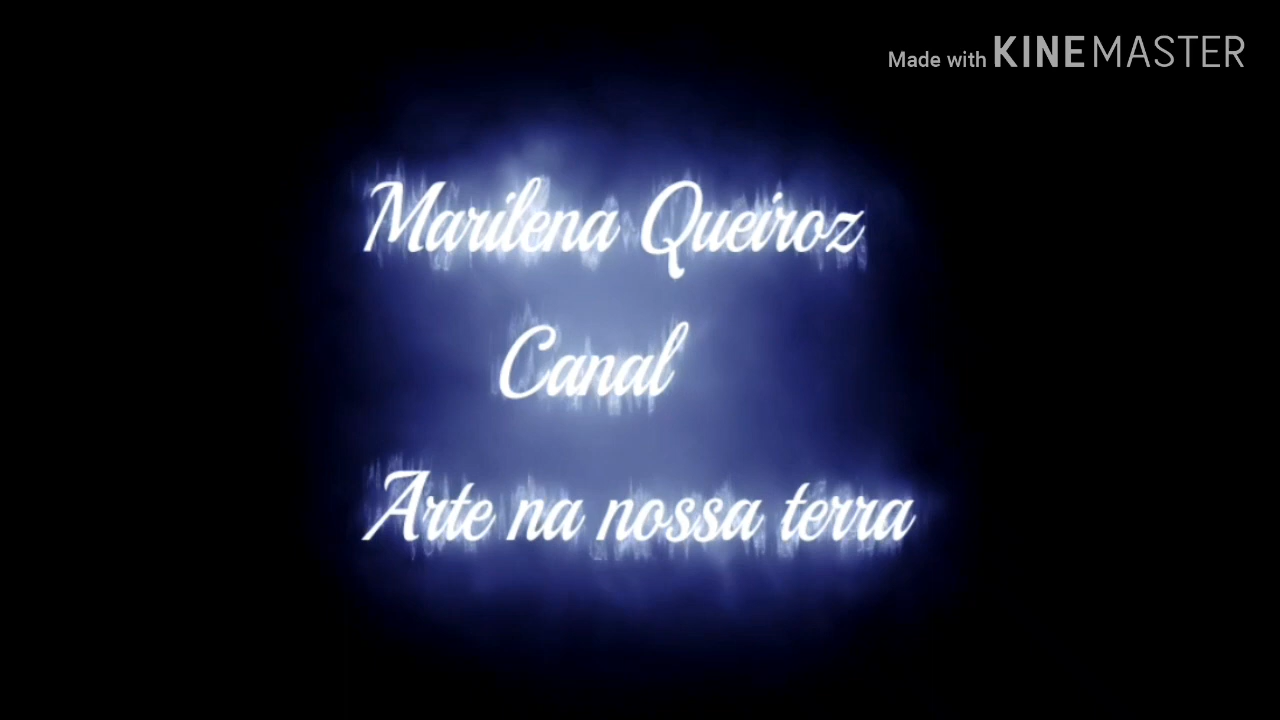 Made with KINEMASTER
Marilena Queiroz
Canal
Arte na nossa terra